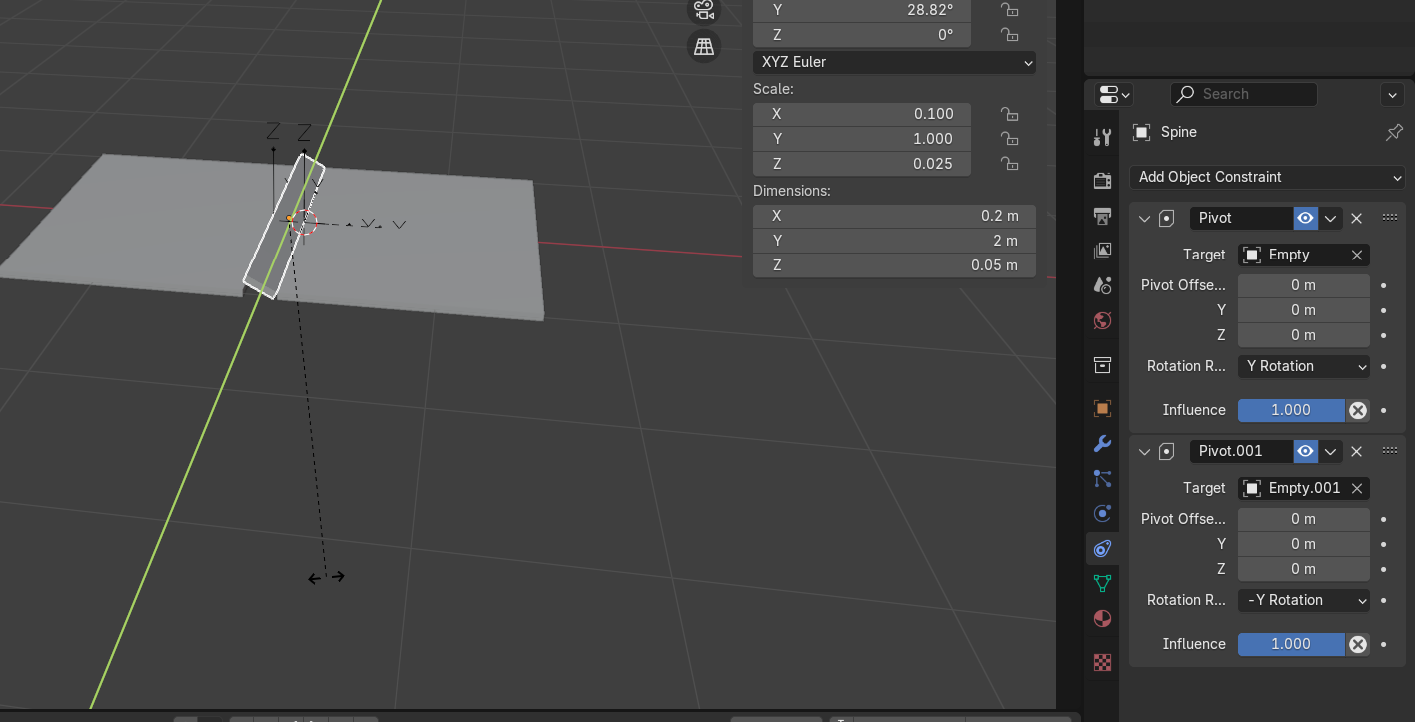 Y 28.82°
Z 0°
XYZ Euler
Scale:
X 0.100
Y 1.000
Z 0.025
Dimensions:
X 0.2 m
Y 2 m
Z 0.05 m
Z Z
Search
Spine
Add Object Constraint
Pivot
Target Empty
Pivot Offse... 0 m
Y 0 m
Z 0 m
Rotation R... Y Rotation
Influence 1.000
Pivot.001
Target Empty.001
Pivot Offse... 0 m
Y 0 m
Z 0 m
Rotation R... -Y Rotation
Influence 1.000